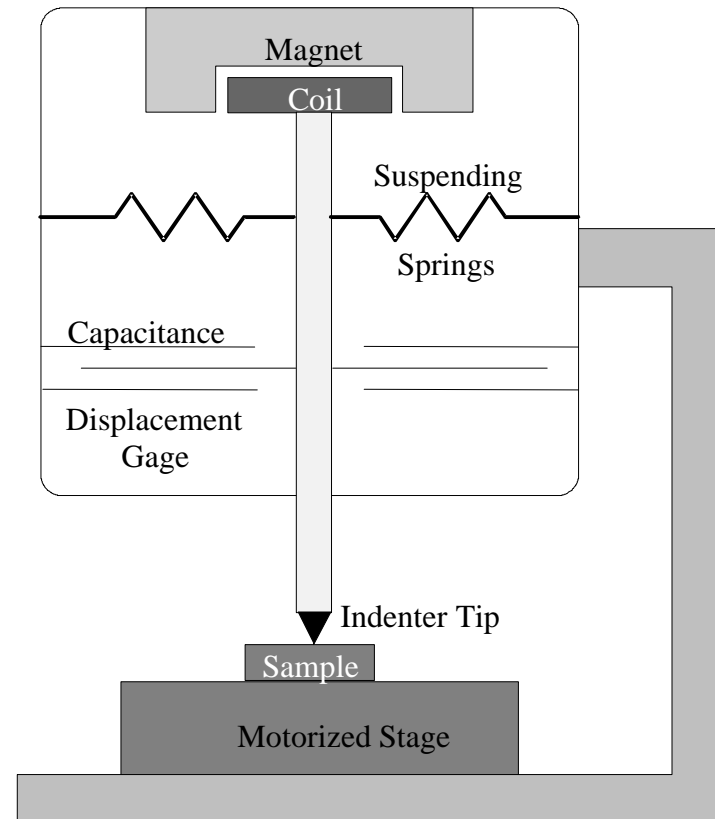 Magnet
Coil
Suspending
Springs
Capacitance
Displacement
Gage
Indenter Tip
Sample
Motorized Stage